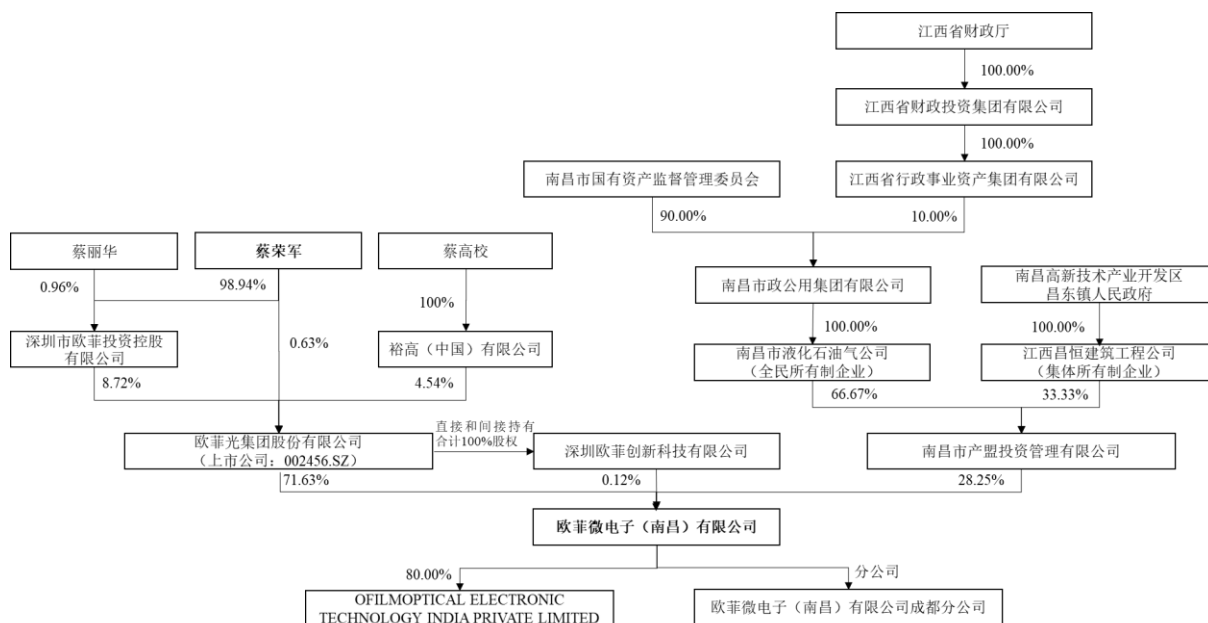 江西省财政厅
100.00%
江西省财政投资集团有限公司
100.00%
南昌市国有资产监督管理委员会
江西省行政事业资产集团有限公司
90.00%
10.00%
蔡丽华
蔡荣军
蔡高校
南昌市政公用集团有限公司
南昌高新技术产业开发区
昌东镇人民政府
0.96%
98.94%
100%
100.00%
100.00%
深圳市欧菲投资控股
有限公司
0.63%
裕高（中国）有限公司
南昌市液化石油气公司
（全民所有制企业）
江西昌恒建筑工程公司
（集体所有制企业）
8.72%
4.54%
66.67%
33.33%
欧菲光集团股份有限公司
（上市公司：002456.SZ）
直接和间接持有
合计100%股权
深圳欧菲创新科技有限公司
南昌市产盟投资管理有限公司
71.63%
0.12%
28.25%
欧菲微电子（南昌）有限公司
80.00%
分公司
OFILMOPTICAL ELECTRONIC
TECHNOLOGY INDIA PRIVATE LIMITED
欧菲微电子（南昌）有限公司成都分公司